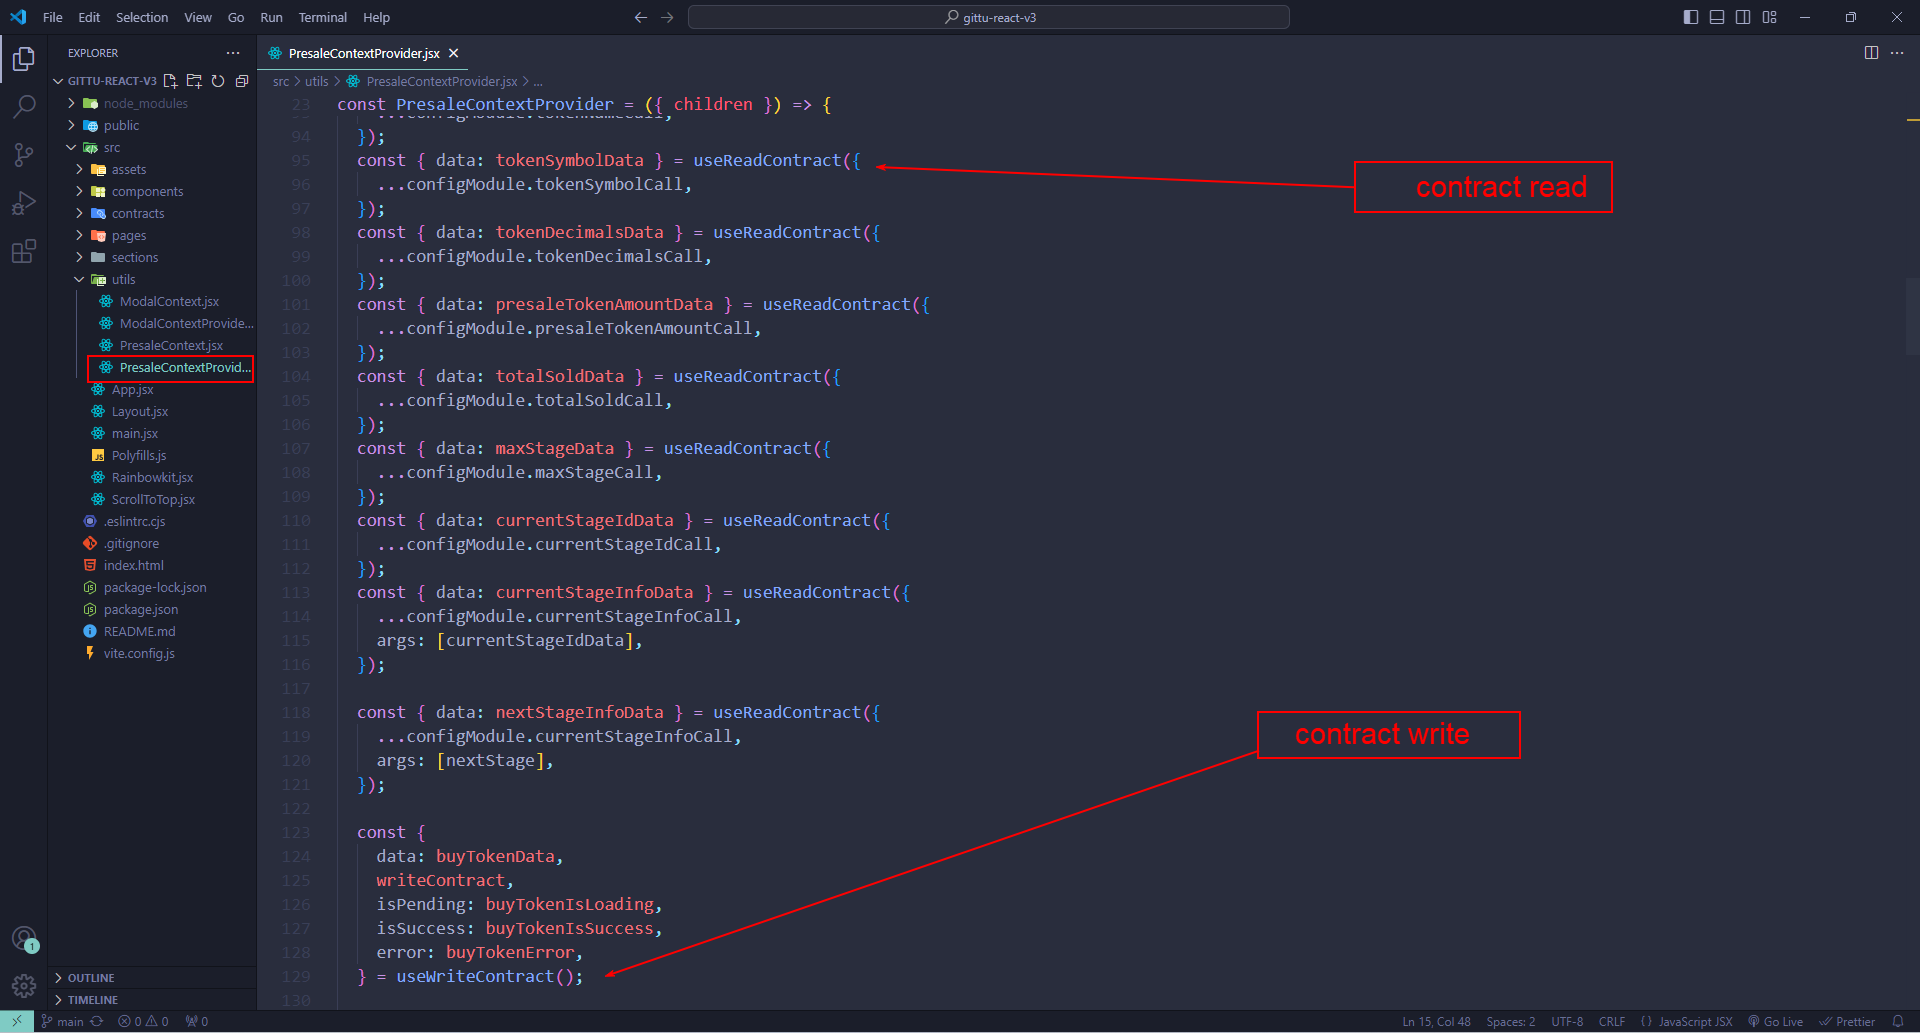 File Edit Selection View Go Run Terminal Help
gittu-react-v3
EXPLORER
GITTU-REACT-V3
node_modules
public
src
assets
components
contracts
pages
sections
utils
ModalContext.jsx
ModalContextProvide...
PresaleContext.jsx
PresaleContextProvid...
App.jsx
Layout.jsx
main.jsx
Polyfills.js
Rainbowkit.jsx
ScrollToTop.jsx
.eslintrc.cjs
.gitignore
index.html
package-lock.json
package.json
README.md
vite.config.js
OUTLINE
TIMELINE
PresaleContextProvider.jsx
src > utils > PresaleContextProvider.jsx > ...
23 const PresaleContextProvider = ({ children }) => {
93 ...configModule.tokenNameCall,
94 });
95 const { data: tokenSymbolData } = useReadContract({
96 ...configModule.tokenSymbolCall,
97 });
98 const { data: tokenDecimalsData } = useReadContract({
99 ...configModule.tokenDecimalsCall,
100 });
101 const { data: presaleTokenAmountData } = useReadContract({
102 ...configModule.presaleTokenAmountCall,
103 });
104 const { data: totalSoldData } = useReadContract({
105 ...configModule.totalSoldCall,
106 });
107 const { data: maxStageData } = useReadContract({
108 ...configModule.maxStageCall,
109 });
110 const { data: currentStageIdData } = useReadContract({
111 ...configModule.currentStageIdCall,
112 });
113 const { data: currentStageInfoData } = useReadContract({
114 ...configModule.currentStageInfoCall,
115 args: [currentStageIdData],
116 });
117
118 const { data: nextStageInfoData } = useReadContract({
119 ...configModule.currentStageInfoCall,
120 args: [nextStage],
121 });
122
123 const {
124 data: buyTokenData,
125 writeContract,
126 isPending: buyTokenIsLoading,
127 isSuccess: buyTokenIsSuccess,
128 error: buyTokenError,
129 } = useWriteContract();
130
contract read
contract write
1
main 0 0 0
Ln 15, Col 48 Spaces: 2 UTF-8 CRLF {} JavaScript JSX Go Live Prettier